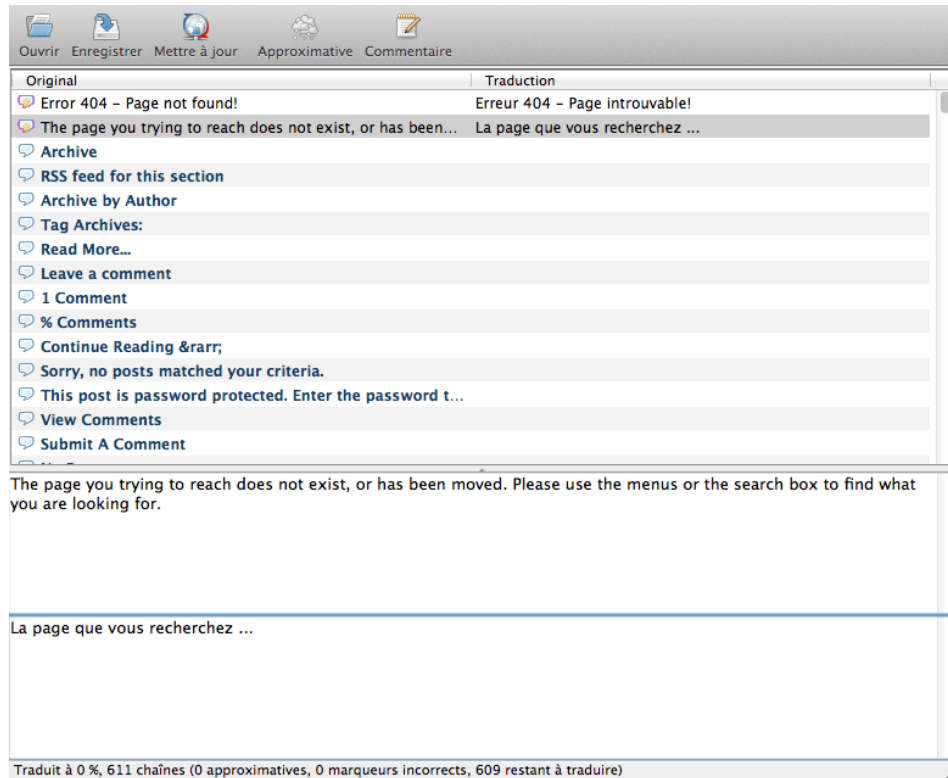 Ouvrir Enregistrer Mettre à jour Approximative Commentaire
Original Traduction
Error 404 – Page not found! Erreur 404 – Page introuvable!
The page you trying to reach does not exist, or has been... La page que vous recherchez ...
Archive
RSS feed for this section
Archive by Author
Tag Archives:
Read More...
Leave a comment
1 Comment
% Comments
Continue Reading &rarr;
Sorry, no posts matched your criteria.
This post is password protected. Enter the password t...
View Comments
Submit A Comment
The page you trying to reach does not exist, or has been moved. Please use the menus or the search box to find what
you are looking for.
La page que vous recherchez ...
Traduit à 0 %, 611 chaînes (0 approximatives, 0 marqueurs incorrects, 609 restant à traduire)